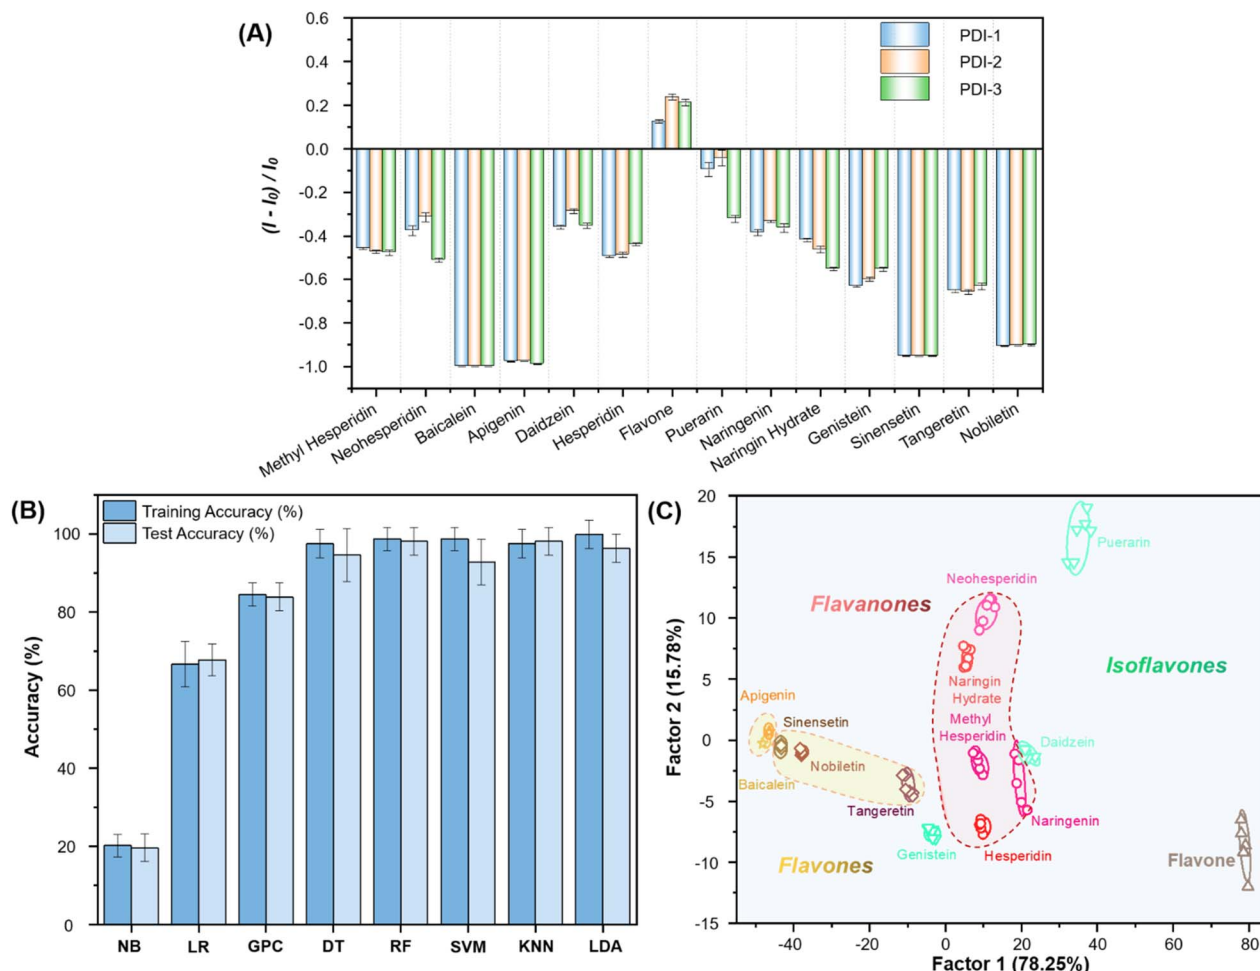 (A)
0.6
0.4
0.2
0.0
-0.2
-0.4
-0.6
-0.8
-1.0
(I - I0) / I0
PDI-1
PDI-2
PDI-3
Methyl Hesperidin
Neohesperidin
Baicalein
Apigenin
Daidzein
Hesperidin
Flavone
Puerarin
Naringenin
Naringin Hydrate
Genistein
Sinensetin
Tangeretin
Nobiletin
(B)
Training Accuracy (%)
Test Accuracy (%)
100
80
60
40
20
0
Accuracy (%)
NB
LR
GPC
DT
RF
SVM
KNN
LDA
(C)
20
15
10
5
0
-5
-10
-15
Factor 2 (15.78%)
Puerarin
Neohesperidin
Flavanones
Isoflavones
Naringin
Hydrate
Apigenin
Sinensetin
Methyl
Hesperidin
Daidzein
Nobiletin
Baicalein
Tangeretin
Naringenin
Genistein
Hesperidin
Flavones
Flavone
-40
-20
0
20
40
60
80
Factor 1 (78.25%)